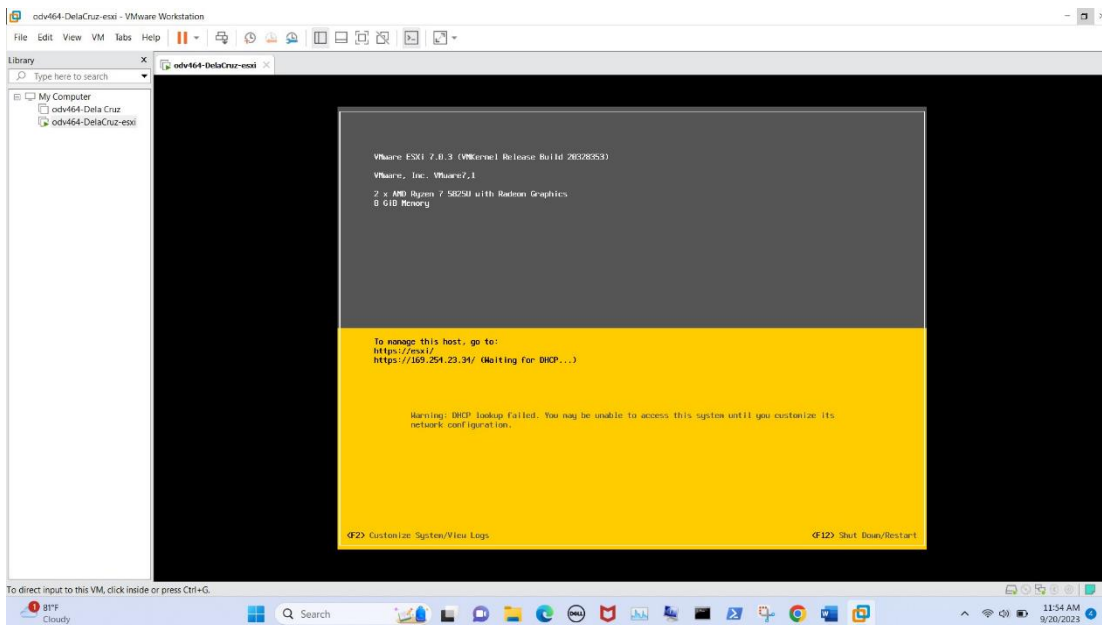 odv464-DelaCruz-esxi - VMware Workstation
File Edit View VM Tabs Help
Library
Type here to search
My Computer
odv464-Dela Cruz
odv464-DelaCruz-esxi
odv464-DelaCruz-esxi
VMware ESXi 7.0.3 (VMKernel Release Build 20328353)
VMware, Inc. VMware7,1
2 x AMD Ryzen 7 5825U with Radeon Graphics
8 GiB Memory
To manage this host, go to:
https://esxi/
https://169.254.23.34/ (Waiting for DHCP...)
Warning: DHCP lookup failed. You may be unable to access this system until you customize its
network configuration.
<F2> Customize System/View Logs
<F12> Shut Down/Restart
To direct input to this VM, click inside or press Ctrl+G.
1
81°F
Cloudy
Search
DELL
11:54 AM
9/20/2023
4